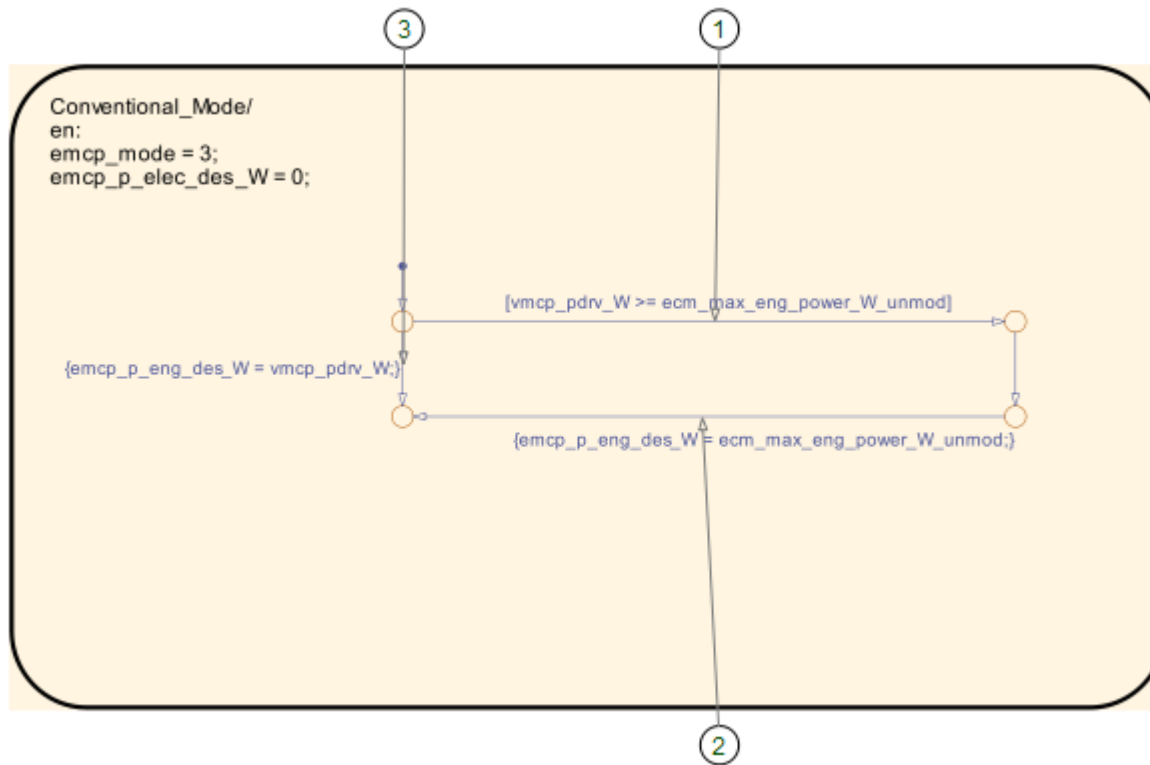 3
1
Conventional_Mode/
en:
emcp_mode = 3;
emcp_p_elec_des_W = 0;
[vmcp_pdrv_W >= ecm_max_eng_power_W_unmod]
{emcp_p_eng_des_W = vmcp_pdrv_W;}
{emcp_p_eng_des_W = ecm_max_eng_power_W_unmod;}
2